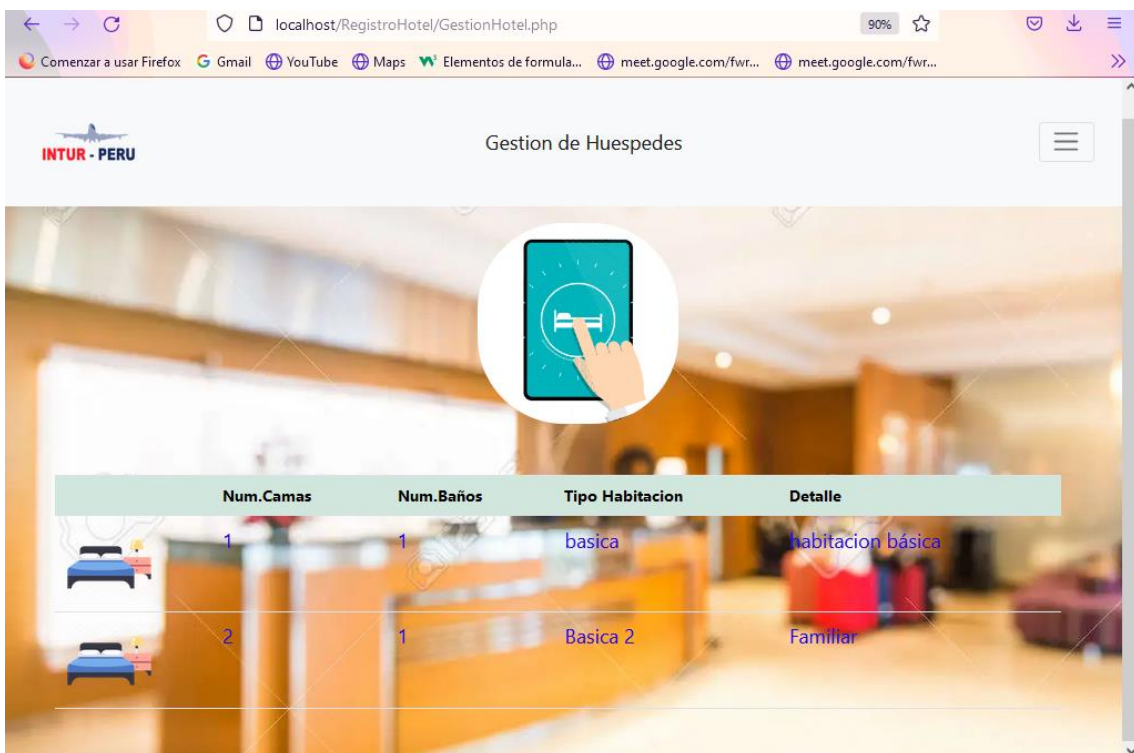 localhost/RegistroHotel/GestionHotel.php
90%
Comenzar a usar Firefox Gmail YouTube Maps Elementos de formula... meet.google.com/fwr... meet.google.com/fwr...
INTUR - PERU
Gestion de Huespedes
Num.Camas Num.Baños Tipo Habitacion Detalle
1 1 basica habitacion básica
2 1 Basica 2 Familiar